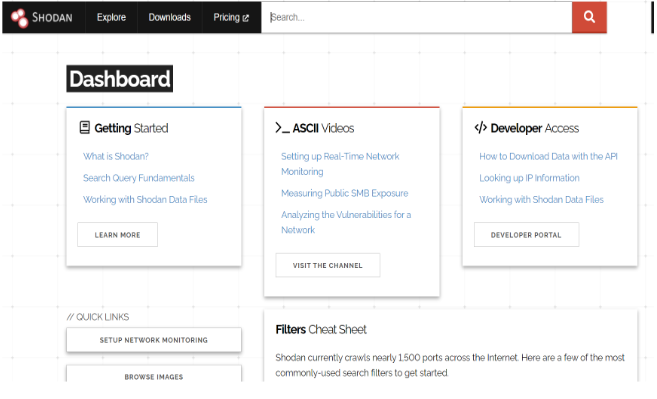 SHODAN Explore Downloads Pricing Search...
Dashboard
Getting Started
What is Shodan?
Search Query Fundamentals
Working with Shodan Data Files
LEARN MORE
>_ ASCII Videos
Setting up Real-Time Network
Monitoring
Measuring Public SMB Exposure
Analyzing the Vulnerabilities for a
Network
VISIT THE CHANNEL
</> Developer Access
How to Download Data with the API
Looking up IP Information
Working with Shodan Data Files
DEVELOPER PORTAL
// QUICK LINKS
SETUP NETWORK MONITORING
BROWSE IMAGES
Filters Cheat Sheet
Shodan currently crawls nearly 1,500 ports across the Internet. Here are a few of the most
commonly-used search filters to get started.